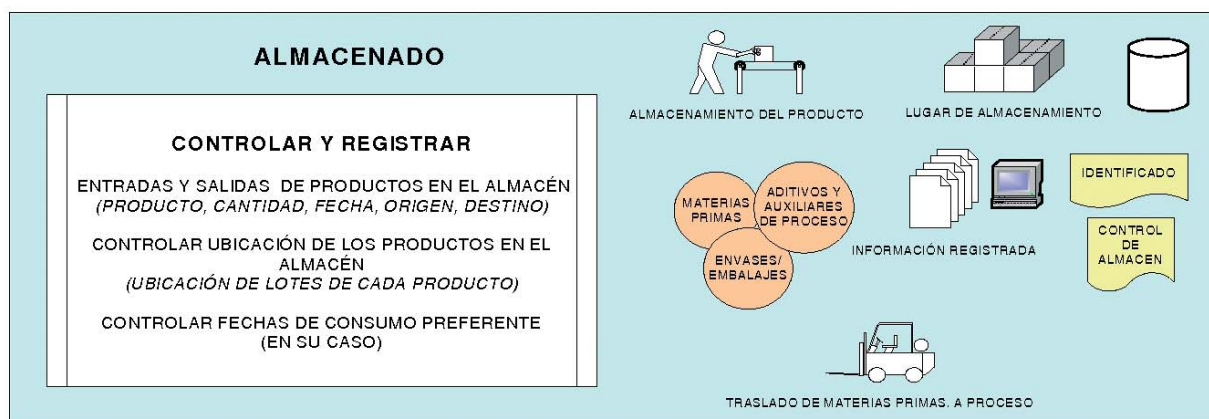 ALMACENADO
CONTROLAR Y REGISTRAR
ENTRADAS Y SALIDAS DE PRODUCTOS EN EL ALMACÉN
(PRODUCTO, CANTIDAD, FECHA, ORIGEN, DESTINO)
CONTROLAR UBICACIÓN DE LOS PRODUCTOS EN EL
ALMACÉN
(UBICACIÓN DE LOTES DE CADA PRODUCTO)
CONTROLAR FECHAS DE CONSUMO PREFERENTE
(EN SU CASO)
ALMACENAMIENTO DEL PRODUCTO
LUGAR DE ALMACENAMIENTO
MATERIAS
PRIMAS
ADITIVOS Y
AUXILIARES
DE PROCESO
ENVASES/
EMBALAJES
INFORMACIÓN REGISTRADA
IDENTIFICADO
CONTROL
DE
ALMACEN
TRASLADO DE MATERIAS PRIMAS. A PROCESO